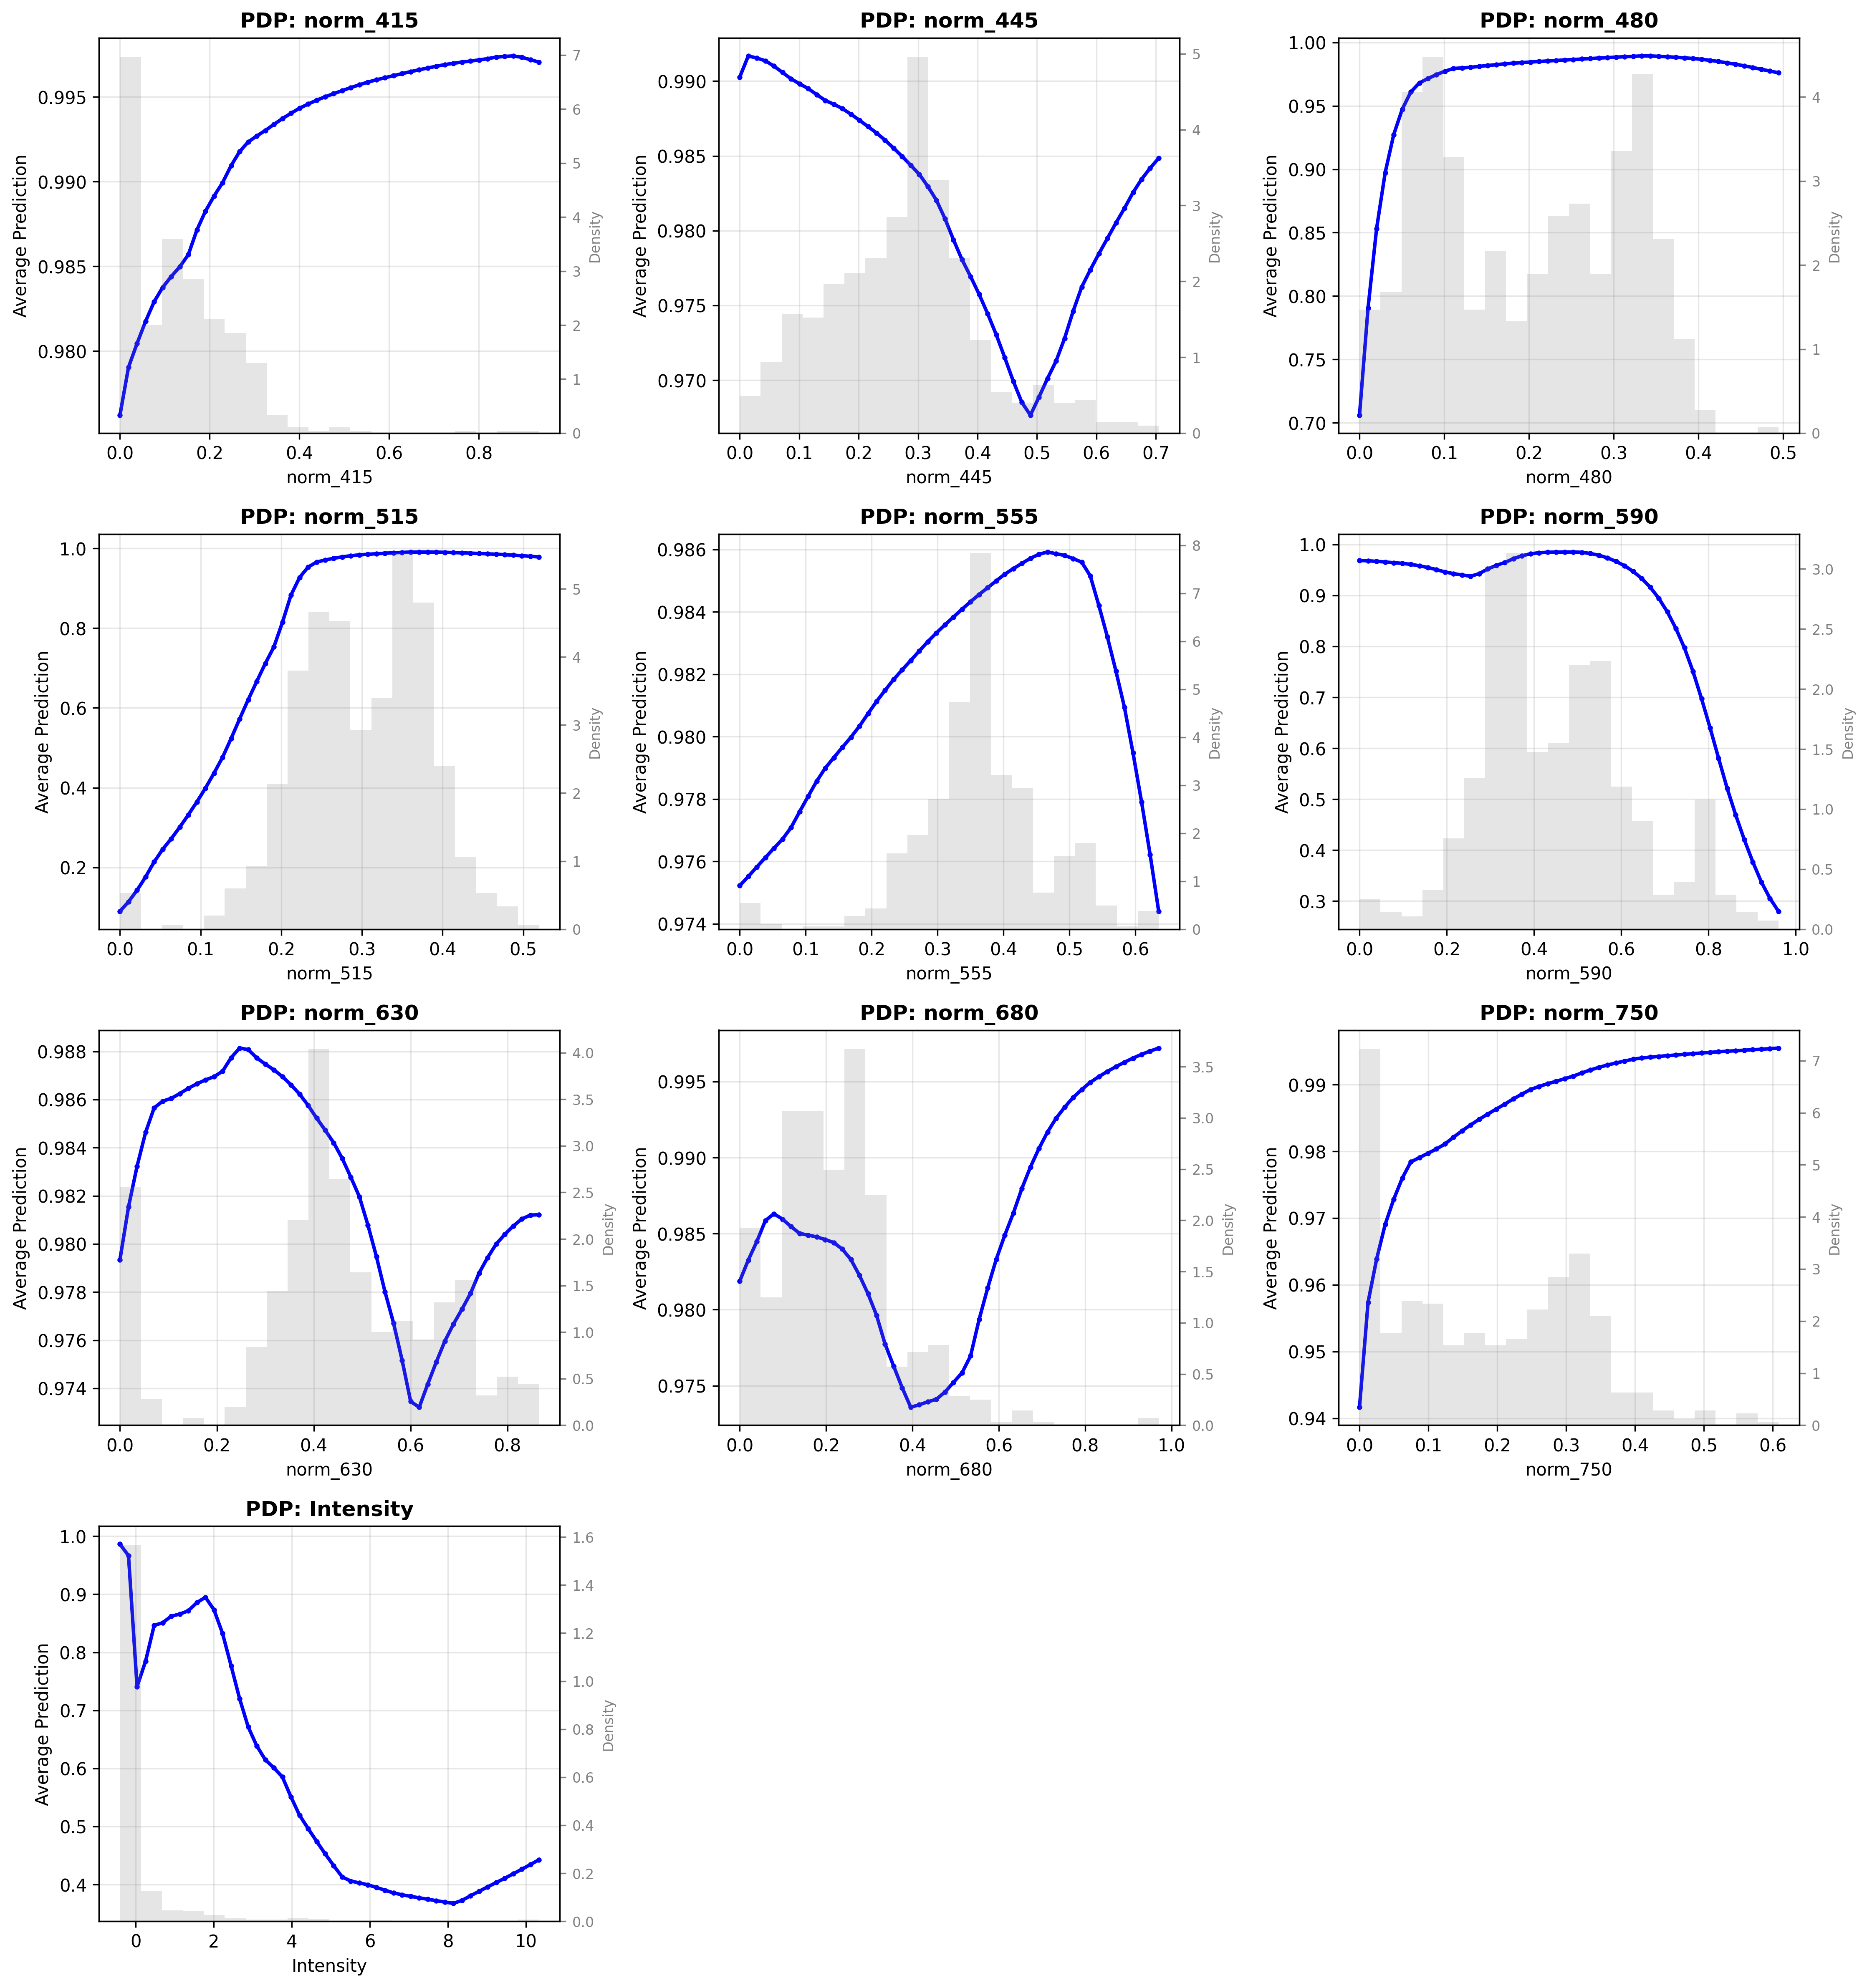 PDP: norm_415
Average Prediction
0.995
0.990
0.985
0.980
0.0 0.2 0.4 0.6 0.8
norm_415
7
6
5
4
3
2
1
0
Density
PDP: norm_445
Average Prediction
0.990
0.985
0.980
0.975
0.970
0.0 0.1 0.2 0.3 0.4 0.5 0.6 0.7
norm_445
5
4
3
2
1
0
Density
PDP: norm_480
Average Prediction
1.00
0.95
0.90
0.85
0.80
0.75
0.70
0.0 0.1 0.2 0.3 0.4 0.5
norm_480
4
3
2
1
0
Density
PDP: norm_515
Average Prediction
1.0
0.8
0.6
0.4
0.2
0.0 0.1 0.2 0.3 0.4 0.5
norm_515
5
4
3
2
1
0
Density
PDP: norm_555
Average Prediction
0.986
0.984
0.982
0.980
0.978
0.976
0.974
0.0 0.1 0.2 0.3 0.4 0.5 0.6
norm_555
8
7
6
5
4
3
2
1
0
Density
PDP: norm_590
Average Prediction
1.0
0.9
0.8
0.7
0.6
0.5
0.4
0.3
0.0 0.2 0.4 0.6 0.8 1.0
norm_590
3.0
2.5
2.0
1.5
1.0
0.5
0.0
Density
PDP: norm_630
Average Prediction
0.988
0.986
0.984
0.982
0.980
0.978
0.976
0.974
0.0 0.2 0.4 0.6 0.8
norm_630
4.0
3.5
3.0
2.5
2.0
1.5
1.0
0.5
0.0
Density
PDP: norm_680
Average Prediction
0.995
0.990
0.985
0.980
0.975
0.0 0.2 0.4 0.6 0.8 1.0
norm_680
3.5
3.0
2.5
2.0
1.5
1.0
0.5
0.0
Density
PDP: norm_750
Average Prediction
0.99
0.98
0.97
0.96
0.95
0.94
0.0 0.1 0.2 0.3 0.4 0.5 0.6
norm_750
7
6
5
4
3
2
1
0
Density
PDP: Intensity
Average Prediction
1.0
0.9
0.8
0.7
0.6
0.5
0.4
0 2 4 6 8 10
Intensity
1.6
1.4
1.2
1.0
0.8
0.6
0.4
0.2
0.0
Density